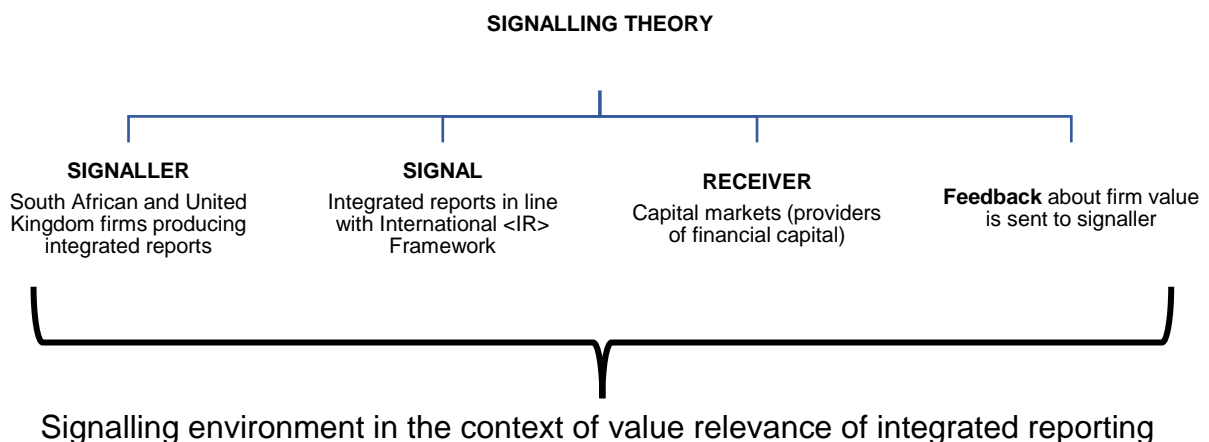 SIGNALLING THEORY
SIGNALLER
South African and United
Kingdom firms producing
integrated reports
SIGNAL
Integrated reports in line
with International <IR>
Framework
RECEIVER
Capital markets (providers
of financial capital)
Feedback about firm value
is sent to signaller
Signalling environment in the context of value relevance of integrated reporting